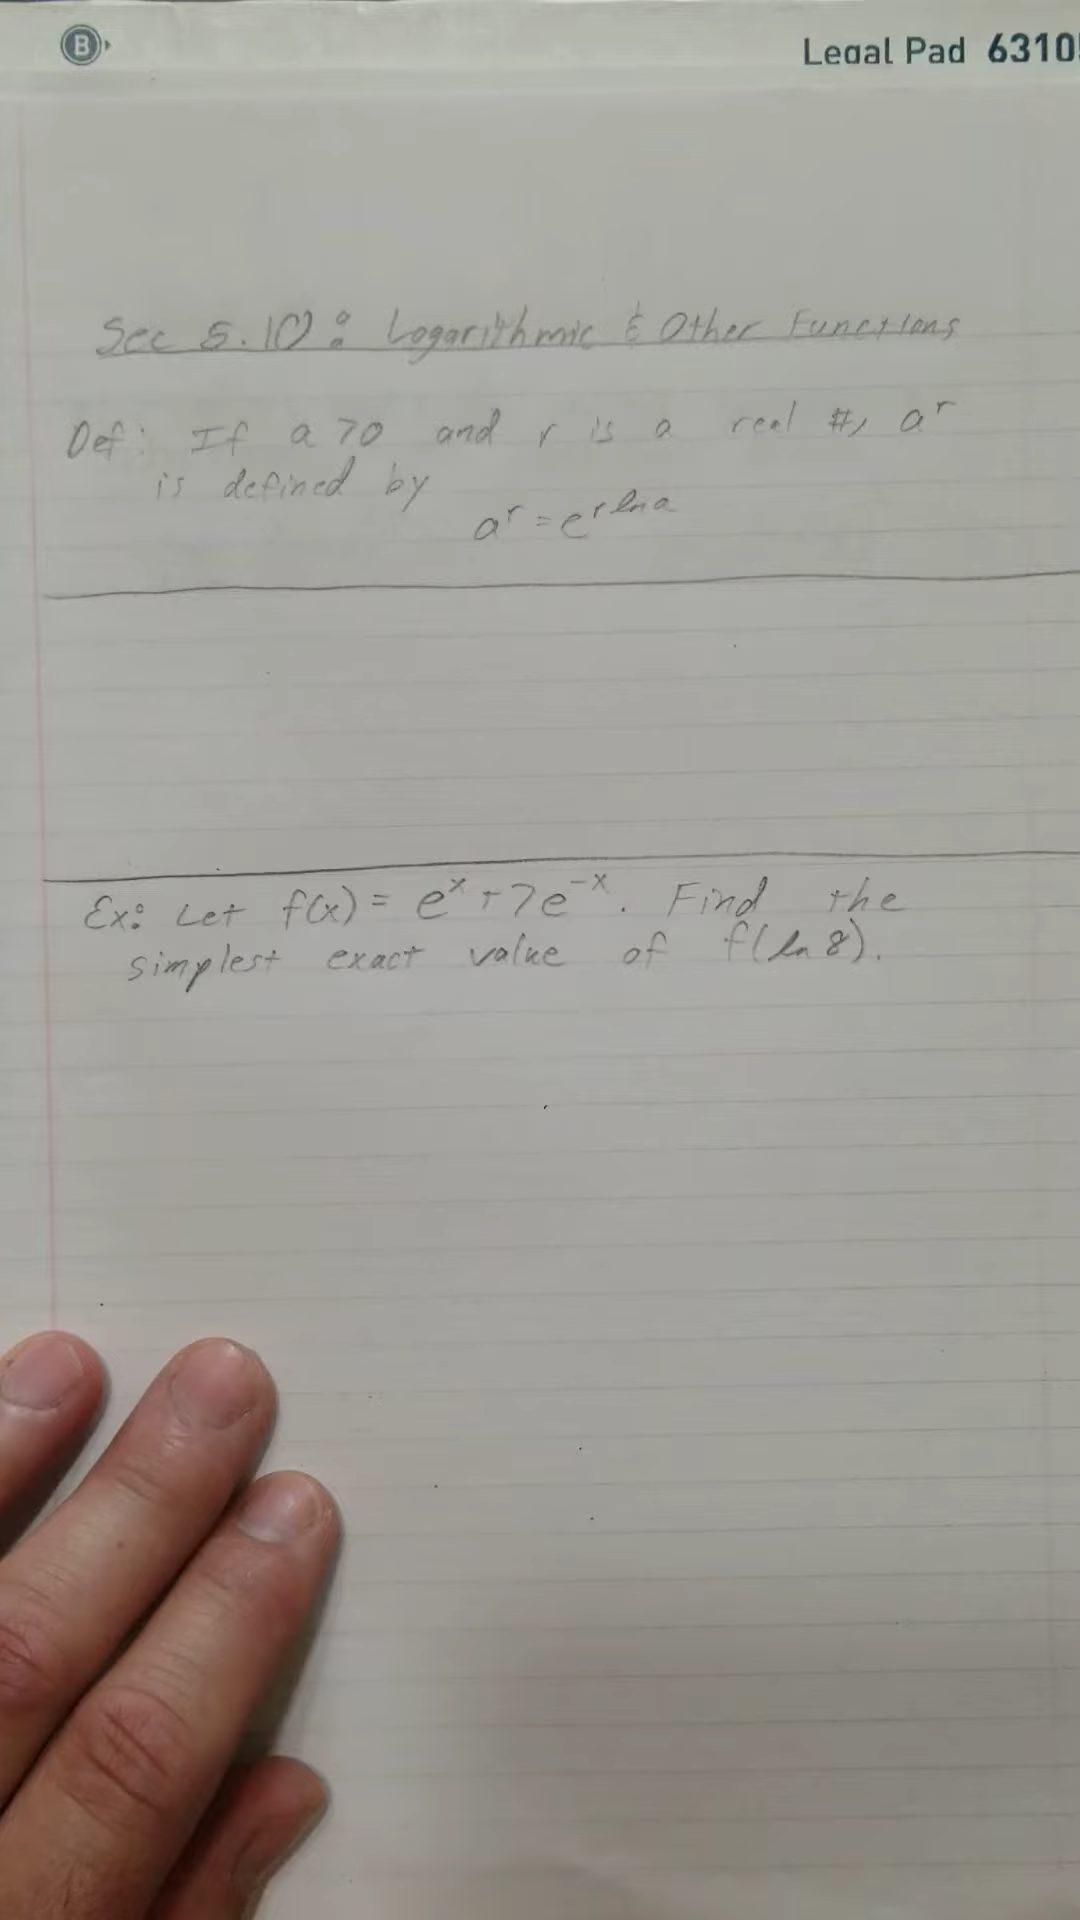 B
Legal Pad 6310
Sec 5.10: Logarithmic & Other Functions
Def: If a>0 and r is a real #, a^r
is defined by
a^r = e^{r ln a}
Ex: Let f(x) = e^x + 7e^{-x}. Find the
simplest exact value of f(ln 8).